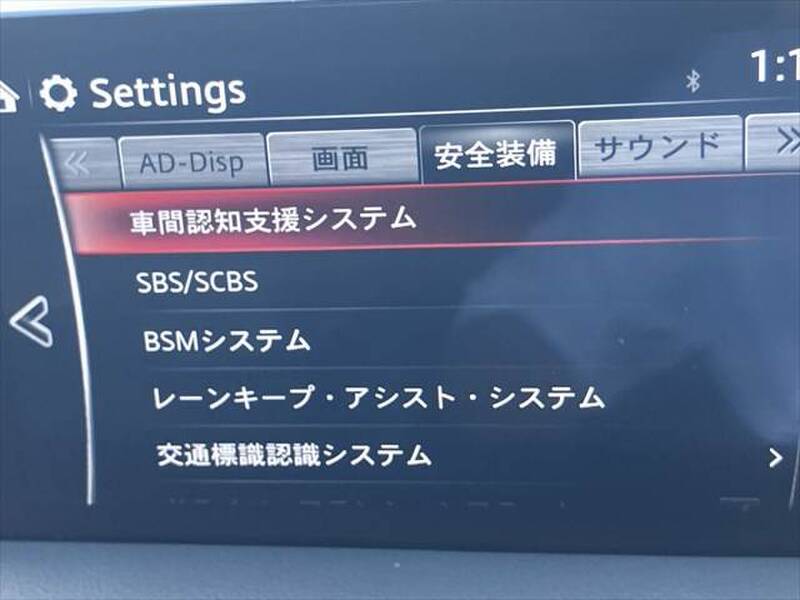 Settings
1:1
AD-Disp 画面 安全装備 サウンド
車間認知支援システム
SBS/SCBS
BSMシステム
レーンキープ・アシスト・システム
交通標識認識システム